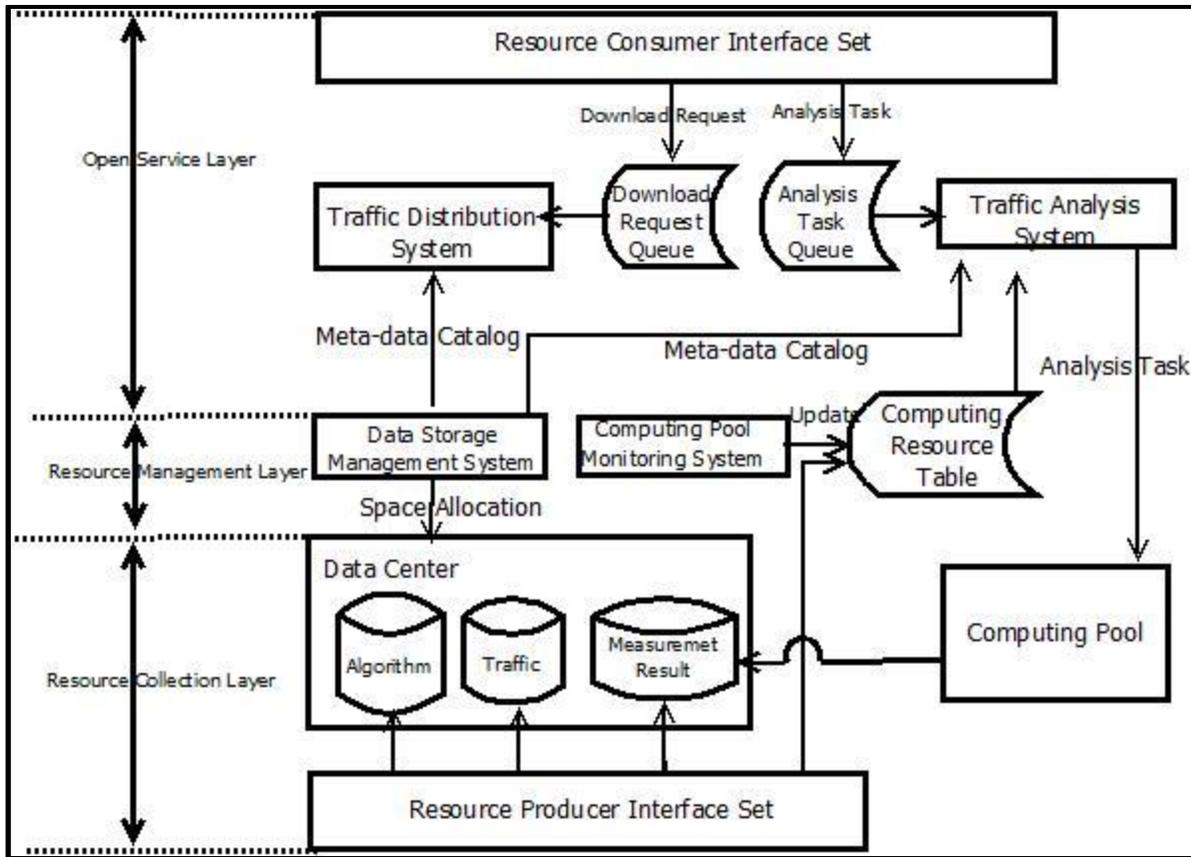 Resource Consumer Interface Set
Download Request
Analysis Task
Open Service Layer
Traffic Distribution
System
Download
Request
Queue
Analysis
Task
Queue
Traffic Analysis
System
Meta-data Catalog
Meta-data Catalog
Analysis Task
Resource Management Layer
Data Storage
Management System
Computing Pool
Monitoring System
Update
Computing
Resource
Table
Space Allocation
Resource Collection Layer
Data Center
Algorithm
Traffic
Measuremet
Result
Computing Pool
Resource Producer Interface Set